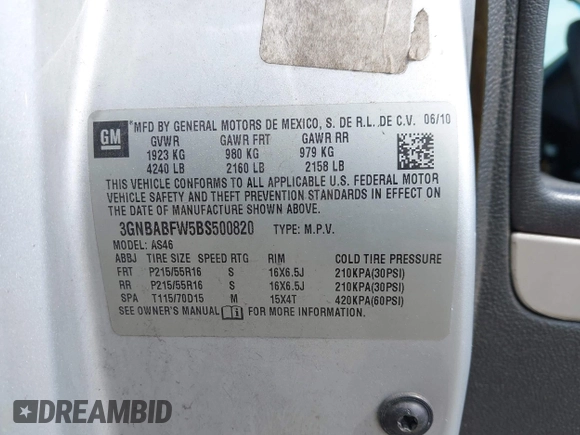 GM
MFD BY GENERAL MOTORS DE MEXICO, S. DE R.L. DE C.V. 06/10
GVWR GAWR FRT GAWR RR
1923 KG 980 KG 979 KG
4240 LB 2160 LB 2158 LB
THIS VEHICLE CONFORMS TO ALL APPLICABLE U.S. FEDERAL MOTOR
VEHICLE SAFETY AND THEFT PREVENTION STANDARDS IN EFFECT ON
THE DATE OF MANUFACTURE SHOWN ABOVE.
3GNBABFW5BS500820 TYPE: M.P.V.
MODEL: AS46
ABBJ TIRE SIZE SPEED RTG RIM COLD TIRE PRESSURE
FRT P215/55R16 S 16X6.5J 210KPA(30PSI)
RR P215/55R16 S 16X6.5J 210KPA(30PSI)
SPA T115/70D15 M 15X4T 420KPA(60PSI)
SEE OWNER'S MANUAL FOR MORE INFORMATION.
DREAMBID